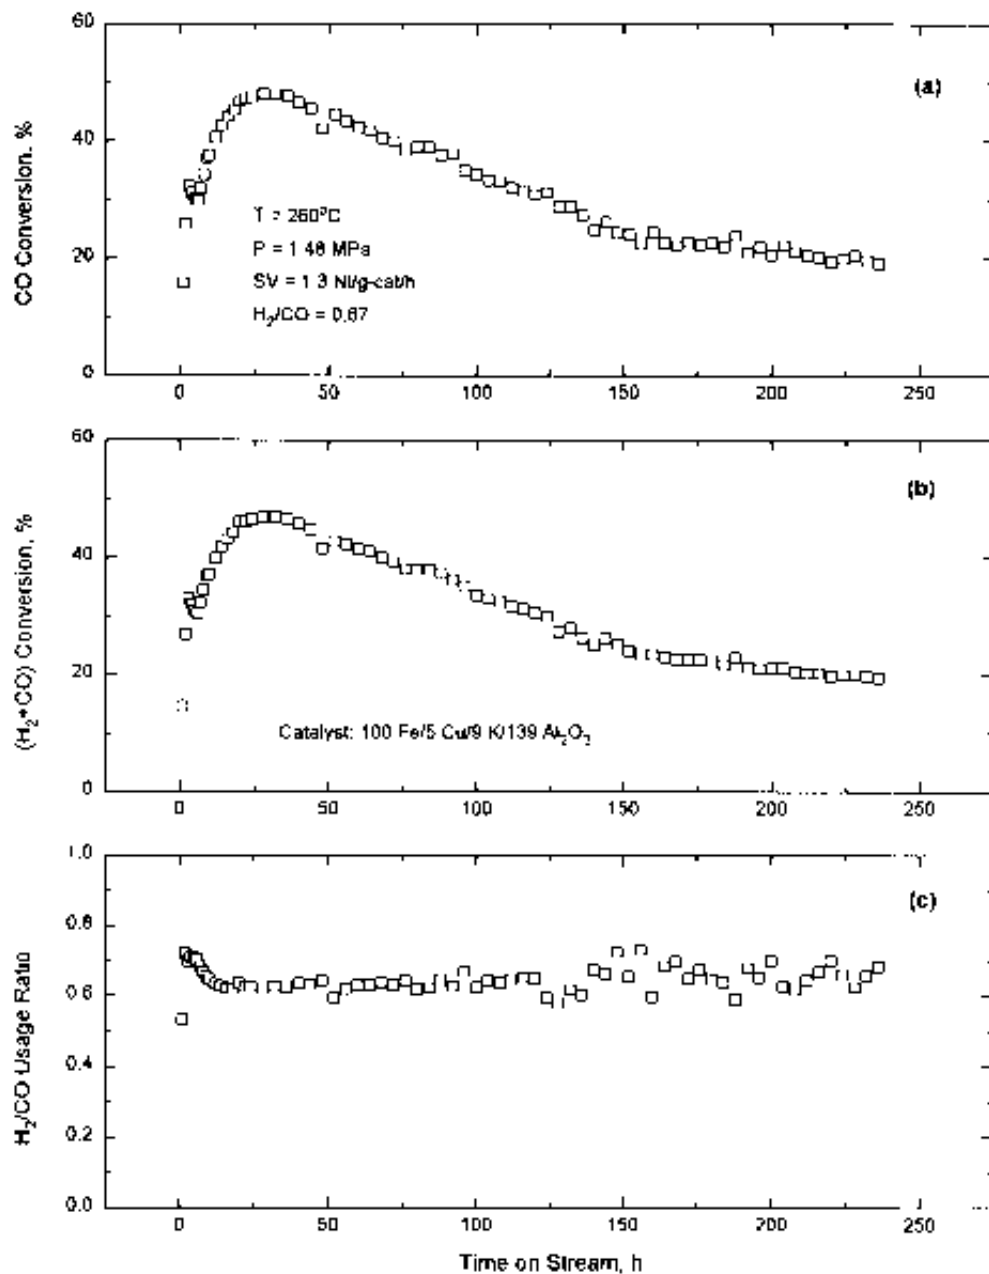 60
(a)
40
CO Conversion, %
T = 260°C
P = 1.48 MPa
20
SV = 1.3 Nl/g-cat/h
H₂/CO = 0.67
0
0 50 100 150 200 250
60
(b)
40
(H₂+CO) Conversion, %
20
Catalyst: 100 Fe/5 Cu/9 K/139 Al₂O₃
0
0 50 100 150 200 250
1.0
(c)
0.8
0.6
H₂/CO Usage Ratio
0.4
0.2
0.0
0 50 100 150 200 250
Time on Stream, h